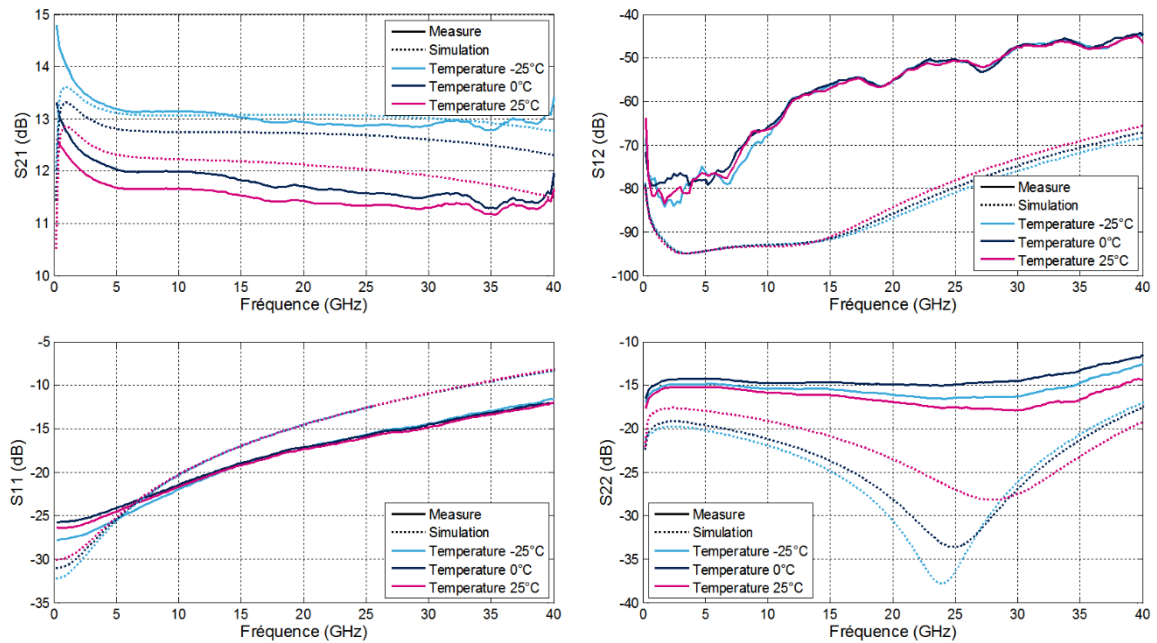 15
14
13
12
11
10
S21 (dB)
0 5 10 15 20 25 30 35 40
Fréquence (GHz)
Measure
Simulation
Temperature -25°C
Temperature 0°C
Temperature 25°C
-40
-50
-60
-70
-80
-90
-100
S12 (dB)
0 5 10 15 20 25 30 35 40
Fréquence (GHz)
Measure
Simulation
Temperature -25°C
Temperature 0°C
Temperature 25°C
-5
-10
-15
-20
-25
-30
-35
S11 (dB)
0 5 10 15 20 25 30 35 40
Fréquence (GHz)
Measure
Simulation
Temperature -25°C
Temperature 0°C
Temperature 25°C
-10
-15
-20
-25
-30
-35
-40
S22 (dB)
0 5 10 15 20 25 30 35 40
Fréquence (GHz)
Measure
Simulation
Temperature -25°C
Temperature 0°C
Temperature 25°C